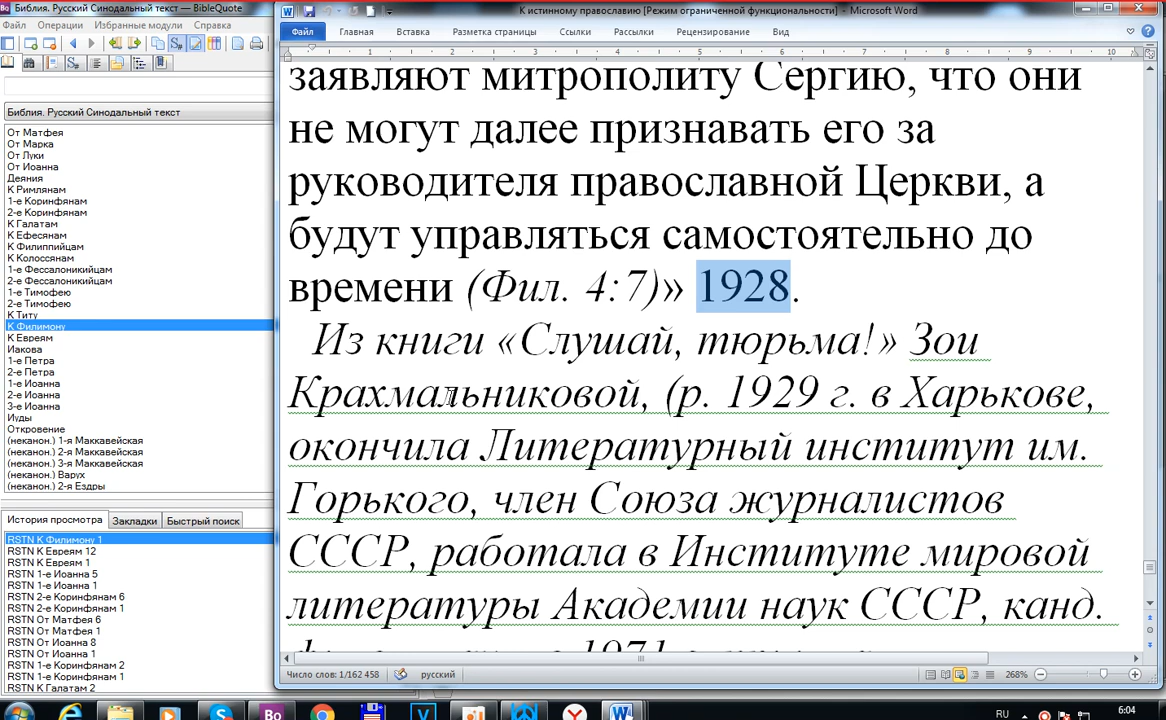 Библия. Русский Синодальный текст — BibleQuote
Файл Операции Избранные модули Справка
Библия. Русский Синодальный текст
От Матфея
От Марка
От Луки
От Иоанна
Деяния
К Римлянам
1-е Коринфянам
2-е Коринфянам
К Галатам
К Ефесянам
К Филиппийцам
К Колоссянам
1-е Фессалоникийцам
2-е Фессалоникийцам
1-е Тимофею
2-е Тимофею
К Титу
К Филимону
К Евреям
Иакова
1-е Петра
2-е Петра
1-е Иоанна
2-е Иоанна
3-е Иоанна
Иуды
Откровение
(неканон.) 1-я Маккавейская
(неканон.) 2-я Маккавейская
(неканон.) 3-я Маккавейская
(неканон.) Варух
(неканон.) 2-я Ездры
История просмотра Закладки Быстрый поиск
RSTN К Филимону 1
RSTN К Евреям 12
RSTN К Евреям 1
RSTN 1-е Иоанна 5
RSTN 1-е Иоанна 1
RSTN 2-е Коринфянам 6
RSTN 2-е Коринфянам 1
RSTN От Матфея 6
RSTN От Матфея 1
RSTN От Иоанна 8
RSTN От Иоанна 1
RSTN 1-е Коринфянам 2
RSTN 1-е Коринфянам 1
RSTN К Галатам 2
К истинному православию [Режим ограниченной функциональности] - Microsoft Word
Файл Главная Вставка Разметка страницы Ссылки Рассылки Рецензирование Вид
1 2 3 4 5 6 7 8 9 10
заявляют митрополиту Сергию, что они
не могут далее признавать его за
руководителя православной Церкви, а
будут управляться самостоятельно до
времени (Фил. 4:7)» 1928.
Из книги «Слушай, тюрьма!» Зои
Крахмальниковой, (р. 1929 г. в Харькове,
окончила Литературный институт им.
Горького, член Союза журналистов
СССР, работала в Институте мировой
литературы Академии наук СССР, канд.
Число слов: 1/162 458 русский 268%
RU 6:04